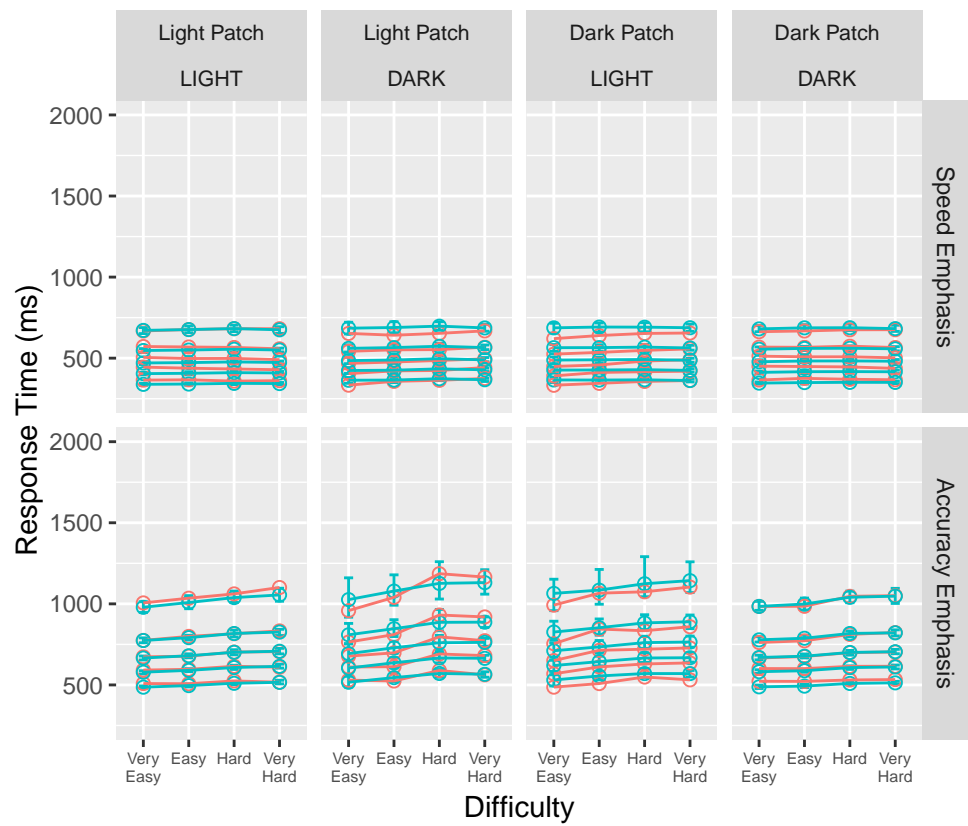 Light Patch
Light Patch
Dark Patch
Dark Patch
LIGHT
DARK
LIGHT
DARK
2000
1500
1000
500
Speed Emphasis
Response Time (ms)
2000
1500
1000
500
Accuracy Emphasis
Very Easy Hard Very
Easy Hard
Very Easy Hard Very
Easy Hard
Very Easy Hard Very
Easy Hard
Very Easy Hard Very
Easy Hard
Difficulty